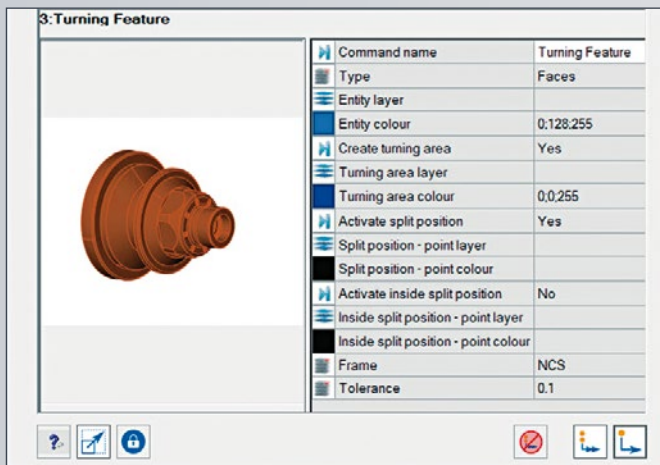 3:Turning Feature
Command name Turning Feature
Type Faces
Entity layer
Entity colour 0;128;255
Create turning area Yes
Turning area layer
Turning area colour 0;0;255
Activate split position Yes
Split position - point layer
Split position - point colour
Activate inside split position No
Inside split position - point layer
Inside split position - point colour
Frame NCS
Tolerance 0.1
?